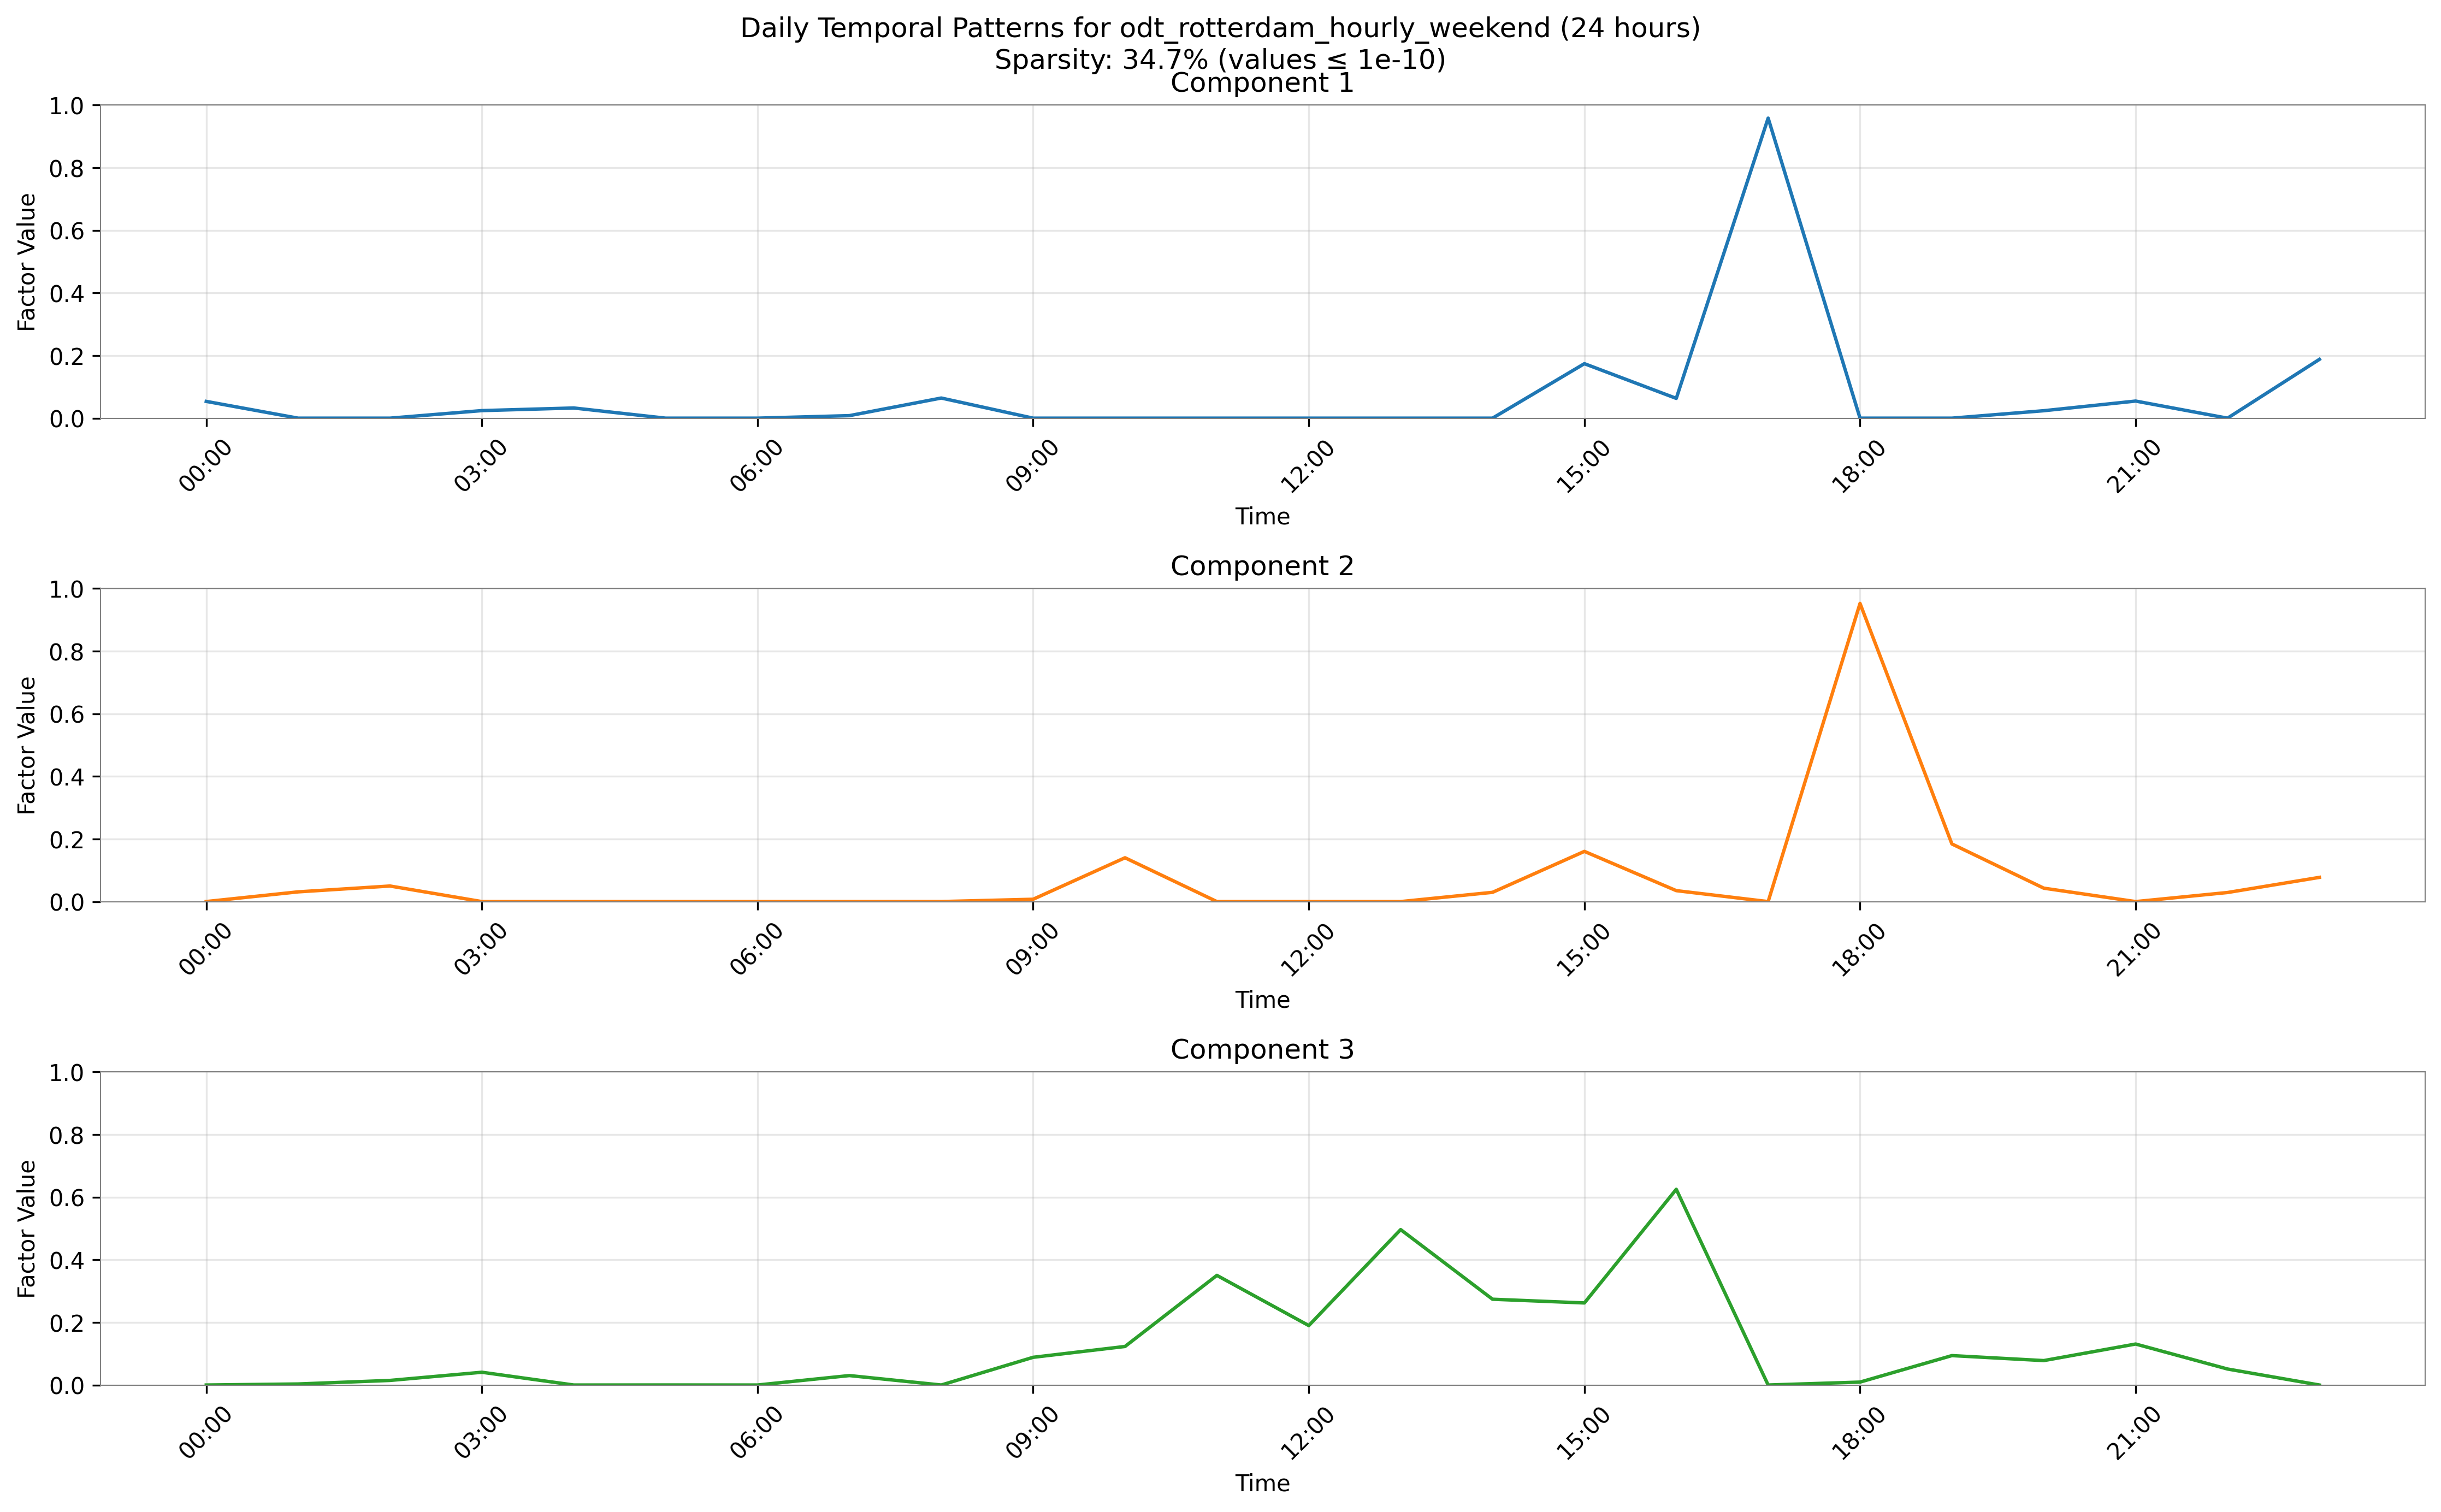 Daily Temporal Patterns for odt_rotterdam_hourly_weekend (24 hours)
Sparsity: 34.7% (values ≤ 1e-10)
Component 1
1.0
0.8
0.6
0.4
0.2
0.0
Factor Value
00:00 03:00 06:00 09:00 12:00 15:00 18:00 21:00
Time
Component 2
1.0
0.8
0.6
0.4
0.2
0.0
Factor Value
00:00 03:00 06:00 09:00 12:00 15:00 18:00 21:00
Time
Component 3
1.0
0.8
0.6
0.4
0.2
0.0
Factor Value
00:00 03:00 06:00 09:00 12:00 15:00 18:00 21:00
Time